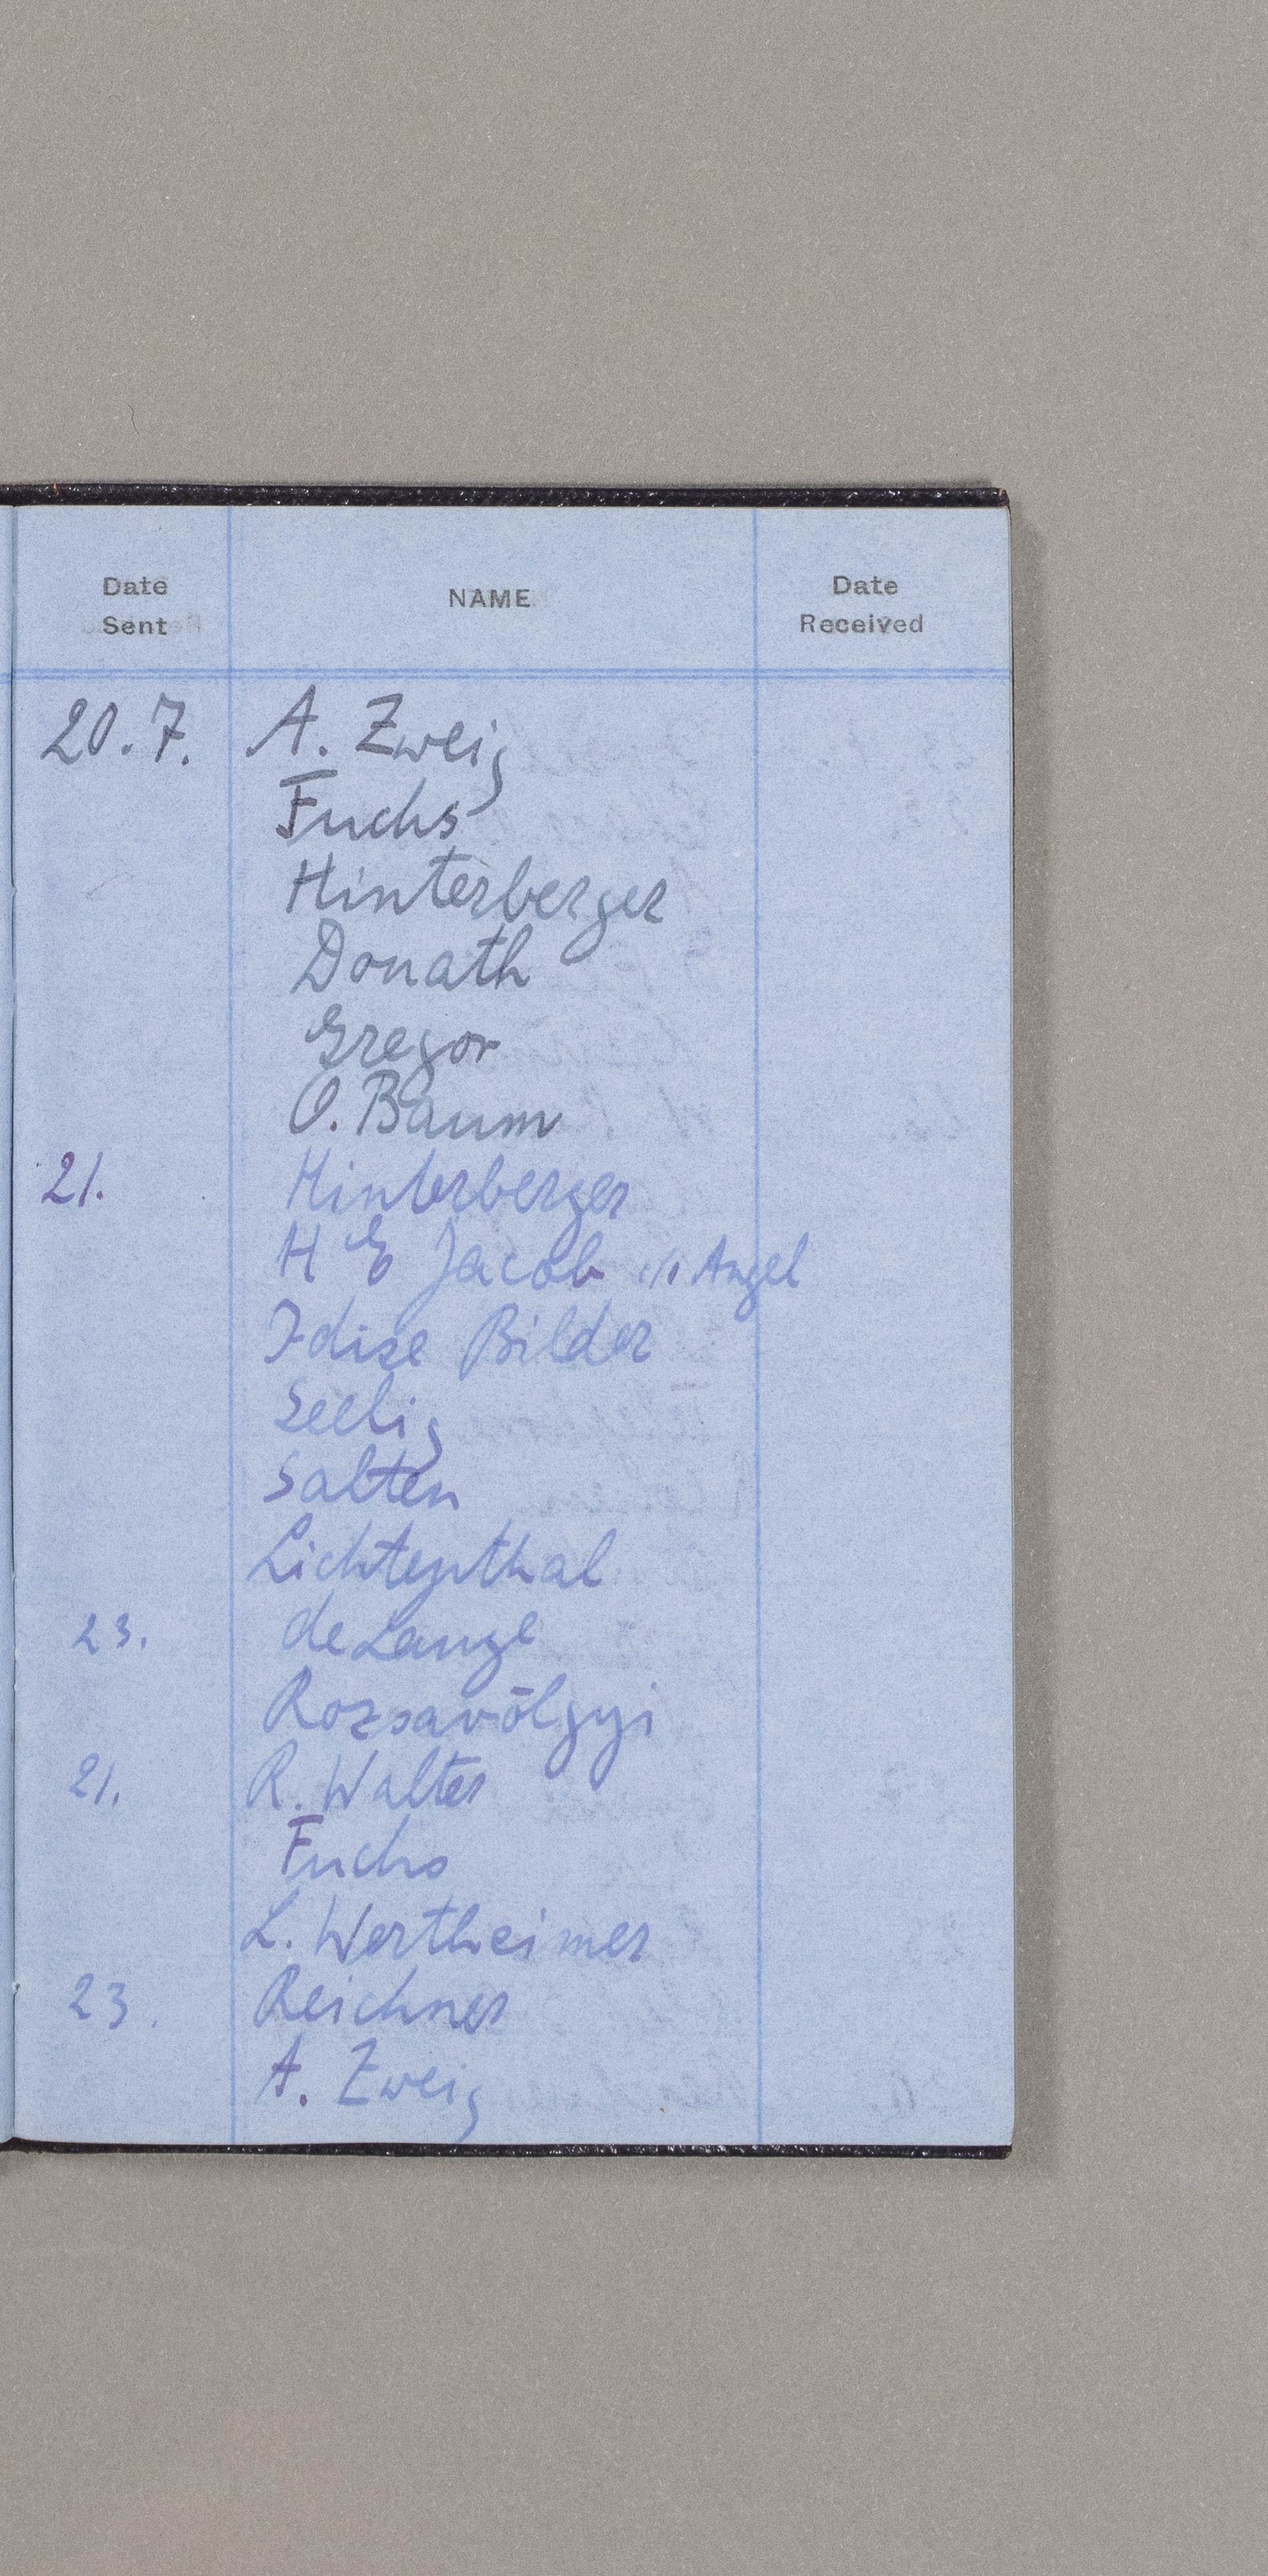 Date Sent NAME Date Received
20.7. A. Zweig
Fuchs
Hinterberger
Donath
Gregor
O. Baum
21. Hinterberger
H E Jacob Angel
Bilder
Seelig
Salten
Lichtenthal
23. de Lange
Rozsavölgyi
21. R. Walter
Fuchs
L. Wertheimer
23. Reichner
A. Zweig